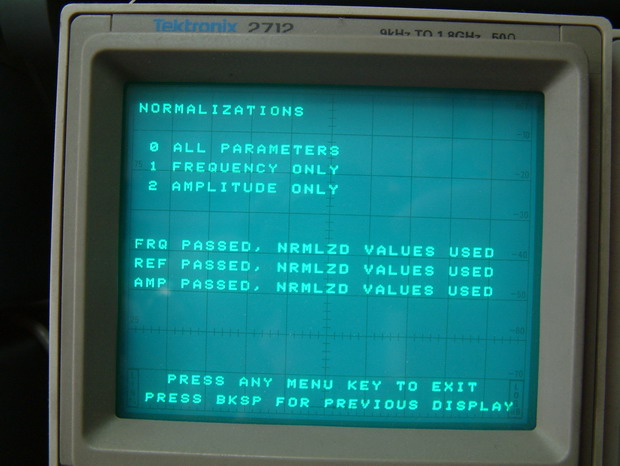 Tektronix 2712 9kHz TO 1.8GHz 50Ω
NORMALIZATIONS
0 ALL PARAMETERS
1 FREQUENCY ONLY
2 AMPLITUDE ONLY
FRQ PASSED, NRMLZD VALUES USED
REF PASSED, NRMLZD VALUES USED
AMP PASSED, NRMLZD VALUES USED
PRESS ANY MENU KEY TO EXIT
PRESS BKSP FOR PREVIOUS DISPLAY